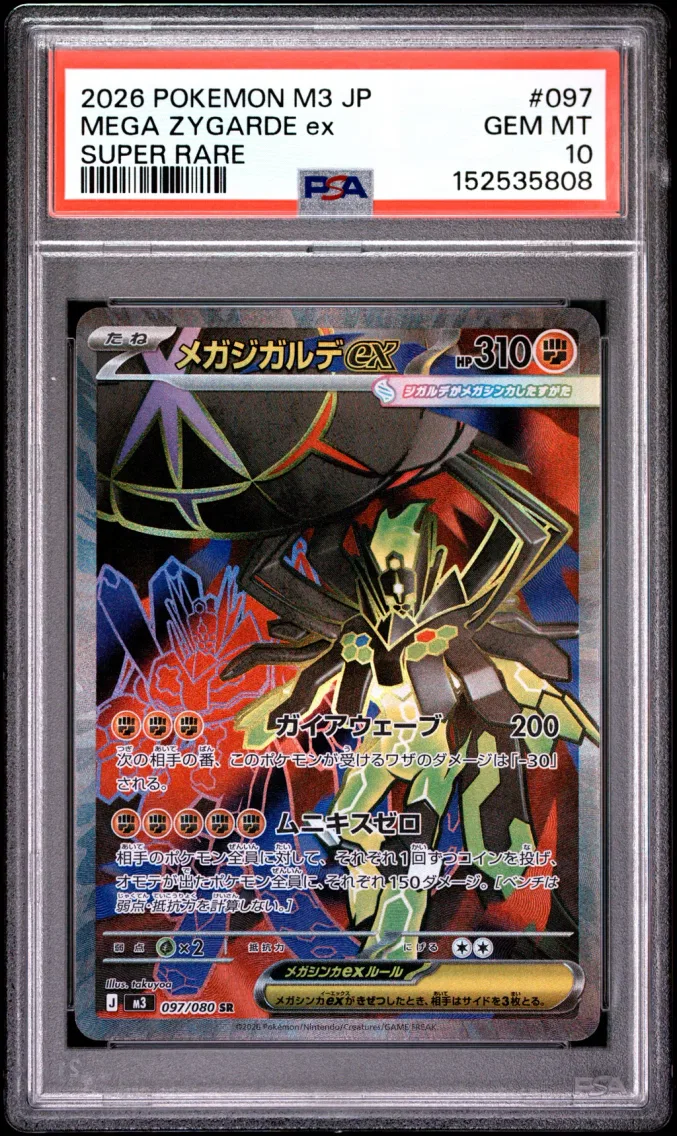 2026 POKEMON M3 JP #097
MEGA ZYGARDE ex GEM MT
SUPER RARE 10
PSA 152535808
たね メガジガルデex HP310
ジガルデがメガシンカしたすがた
ガイアウェーブ 200
次の相手の番、このポケモンが受けるワザのダメージは「-30」
される。
ムニキスゼロ
相手のポケモン全員に対して、それぞれ1回ずつコインを投げ、
オモテが出たポケモン全員に、それぞれ150ダメージ。[ベンチは
弱点・抵抗力を計算しない。]
弱点 ×2 抵抗力 にげる
Illus. takuyoa
メガシンカexルール
J M3 097/080 SR
メガシンカexがきぜつしたとき、相手はサイドを3枚とる。
©2026 Pokémon/Nintendo/Creatures/GAME FREAK.